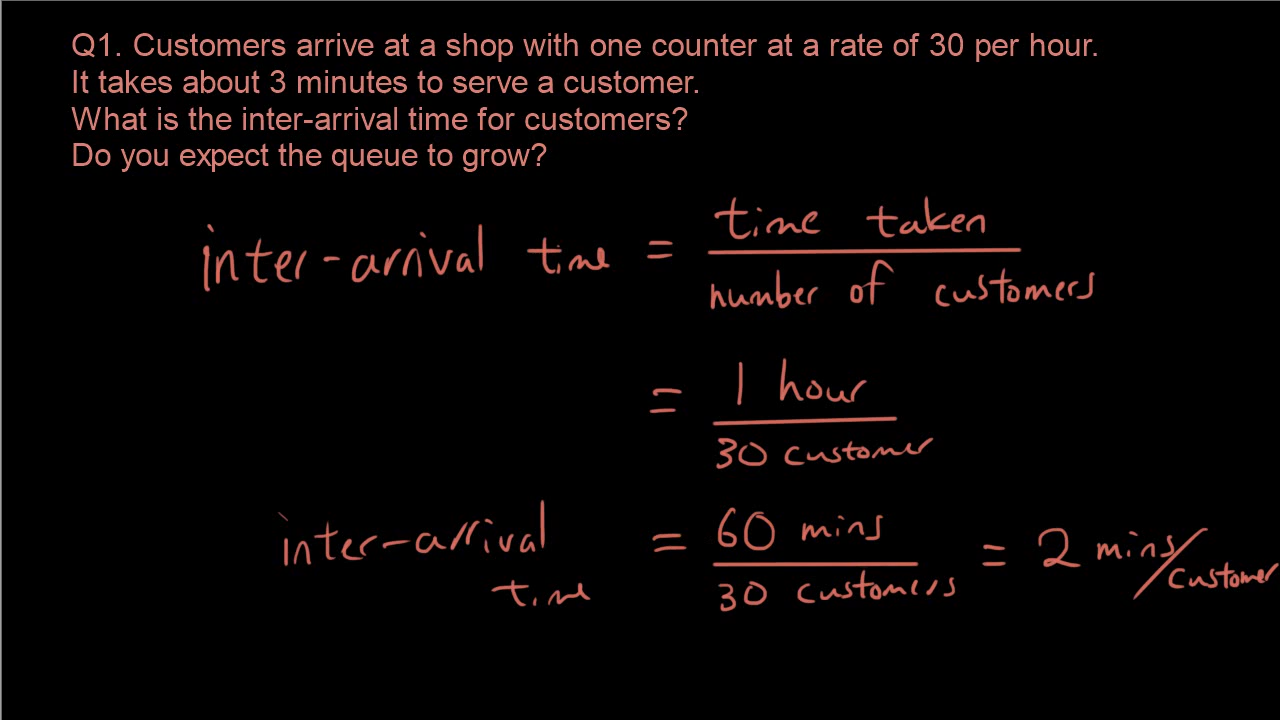 Q1. Customers arrive at a shop with one counter at a rate of 30 per hour.
It takes about 3 minutes to serve a customer.
What is the inter-arrival time for customers?
Do you expect the queue to grow?
inter-arrival time = time taken / number of customers
= 1 hour / 30 customer
inter-arrival time = 60 mins / 30 customers = 2 mins/customer